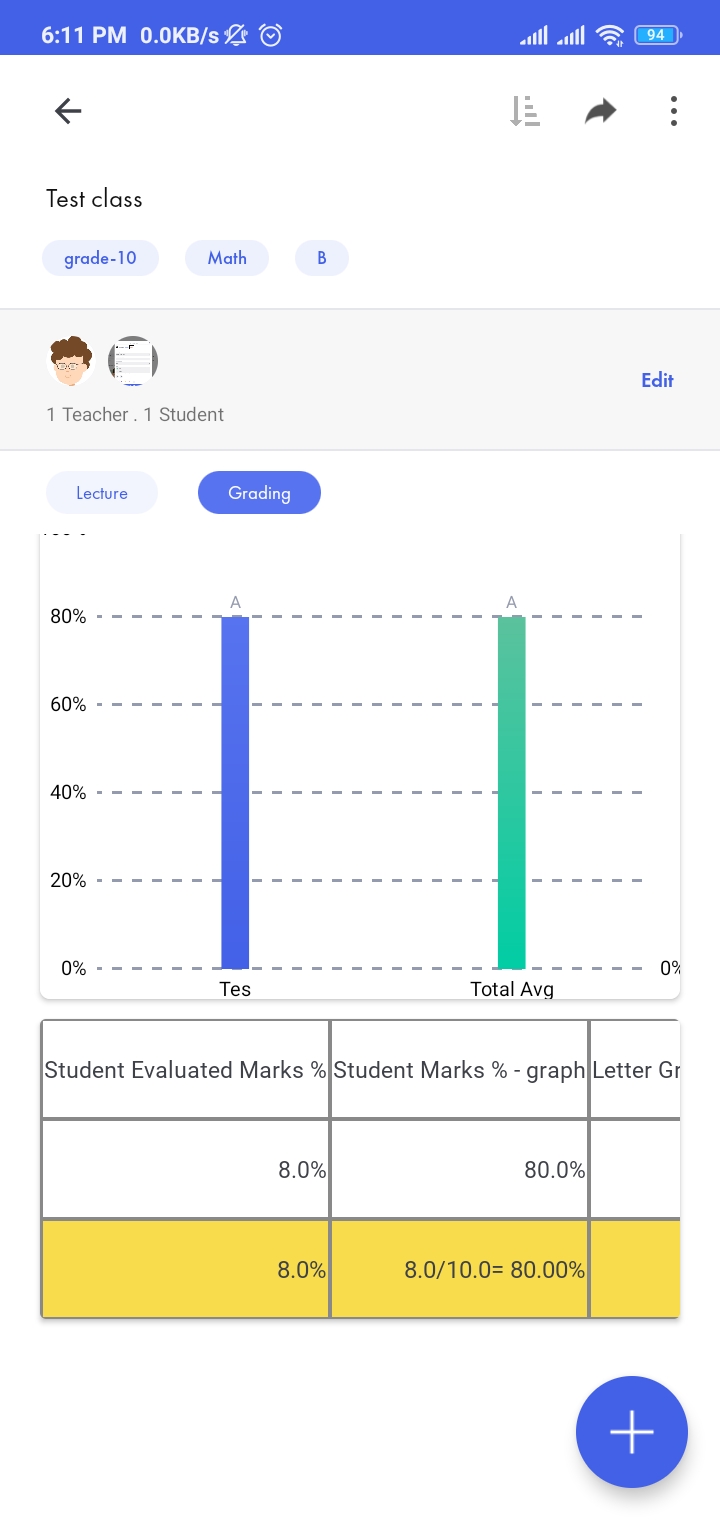 6:11 PM 0.0KB/s 94
Test class
grade-10 Math B
Edit
1 Teacher . 1 Student
Lecture Grading
A A
80%
60%
40%
20%
0% 0%
Tes Total Avg
Student Evaluated Marks % Student Marks % - graph Letter Gr
8.0% 80.0%
8.0% 8.0/10.0= 80.00%